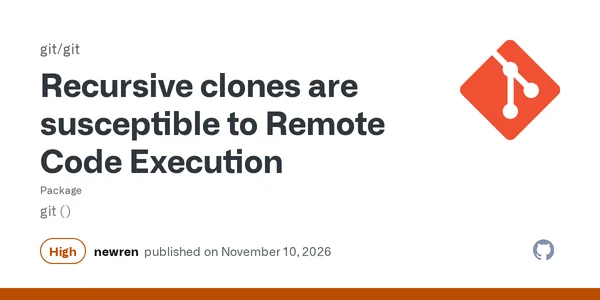 git/git
Recursive clones are
susceptible to Remote
Code Execution
Package
git ()
High newren published on November 10, 2026